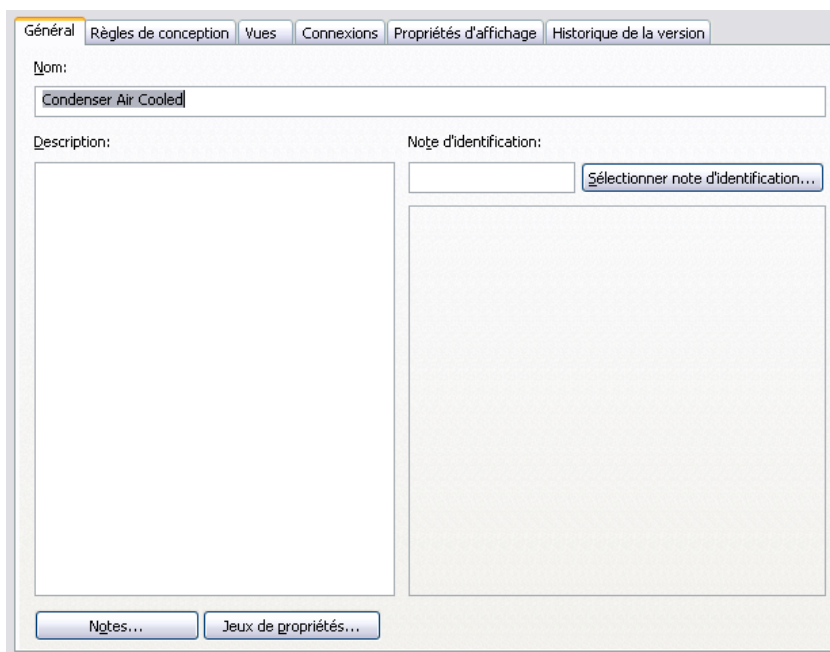 Général Règles de conception Vues Connexions Propriétés d'affichage Historique de la version
Nom:
Condenser Air Cooled
Description: Note d'identification:
Sélectionner note d'identification...
Notes... Jeux de propriétés...